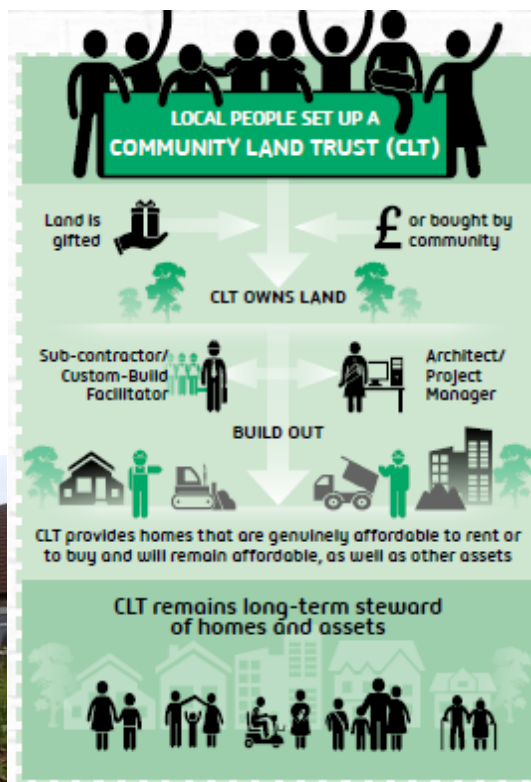 LOCAL PEOPLE SET UP A
COMMUNITY LAND TRUST (CLT)
Land is
gifted
£ or bought by
community
CLT OWNS LAND
Sub-contractor/
Custom-Build
Facilitator
Architect/
Project
Manager
BUILD OUT
CLT provides homes that are genuinely affordable to rent or
to buy and will remain affordable, as well as other assets
CLT remains long-term steward
of homes and assets